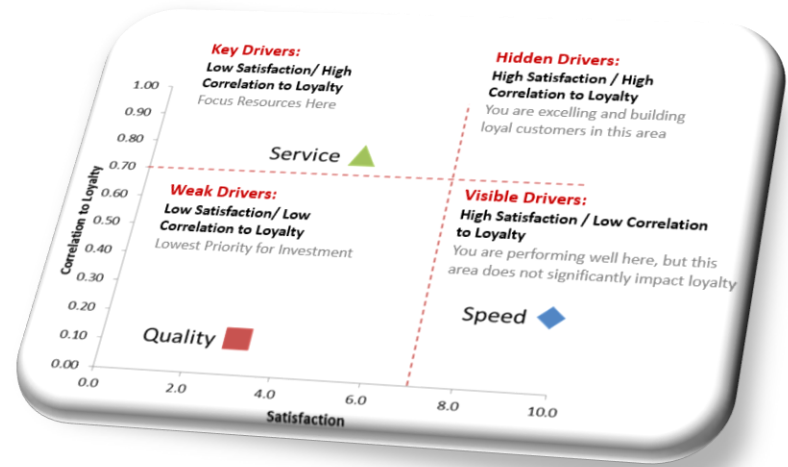 Key Drivers:
Low Satisfaction/ High
Correlation to Loyalty
Focus Resources Here
Hidden Drivers:
High Satisfaction / High
Correlation to Loyalty
You are excelling and building
loyal customers in this area
Service
Weak Drivers:
Low Satisfaction/ Low
Correlation to Loyalty
Lowest Priority for Investment
Visible Drivers:
High Satisfaction / Low Correlation
to Loyalty
You are performing well here, but this
area does not significantly impact loyalty
Quality
Speed
Correlation to Loyalty
1.00
0.90
0.80
0.70
0.60
0.50
0.40
0.30
0.20
0.10
0.00
0.0
2.0
4.0
6.0
8.0
10.0
Satisfaction